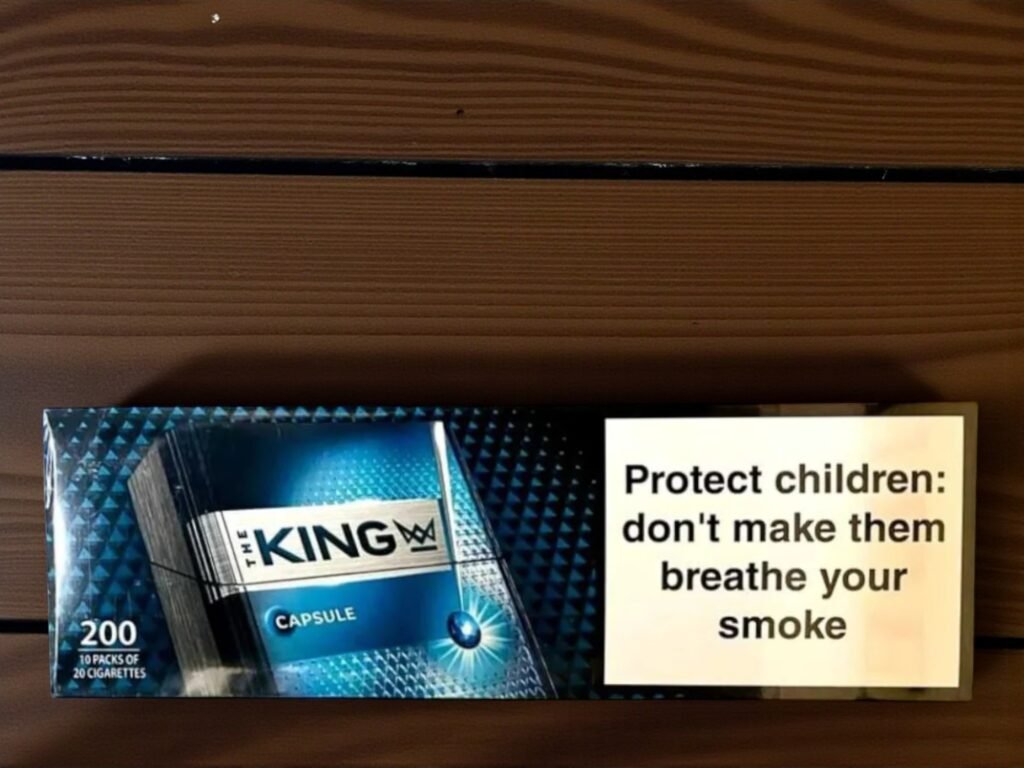 THE KING
CAPSULE
200
10 PACKS OF
20 CIGARETTES
Protect children:
don't make them
breathe your
smoke